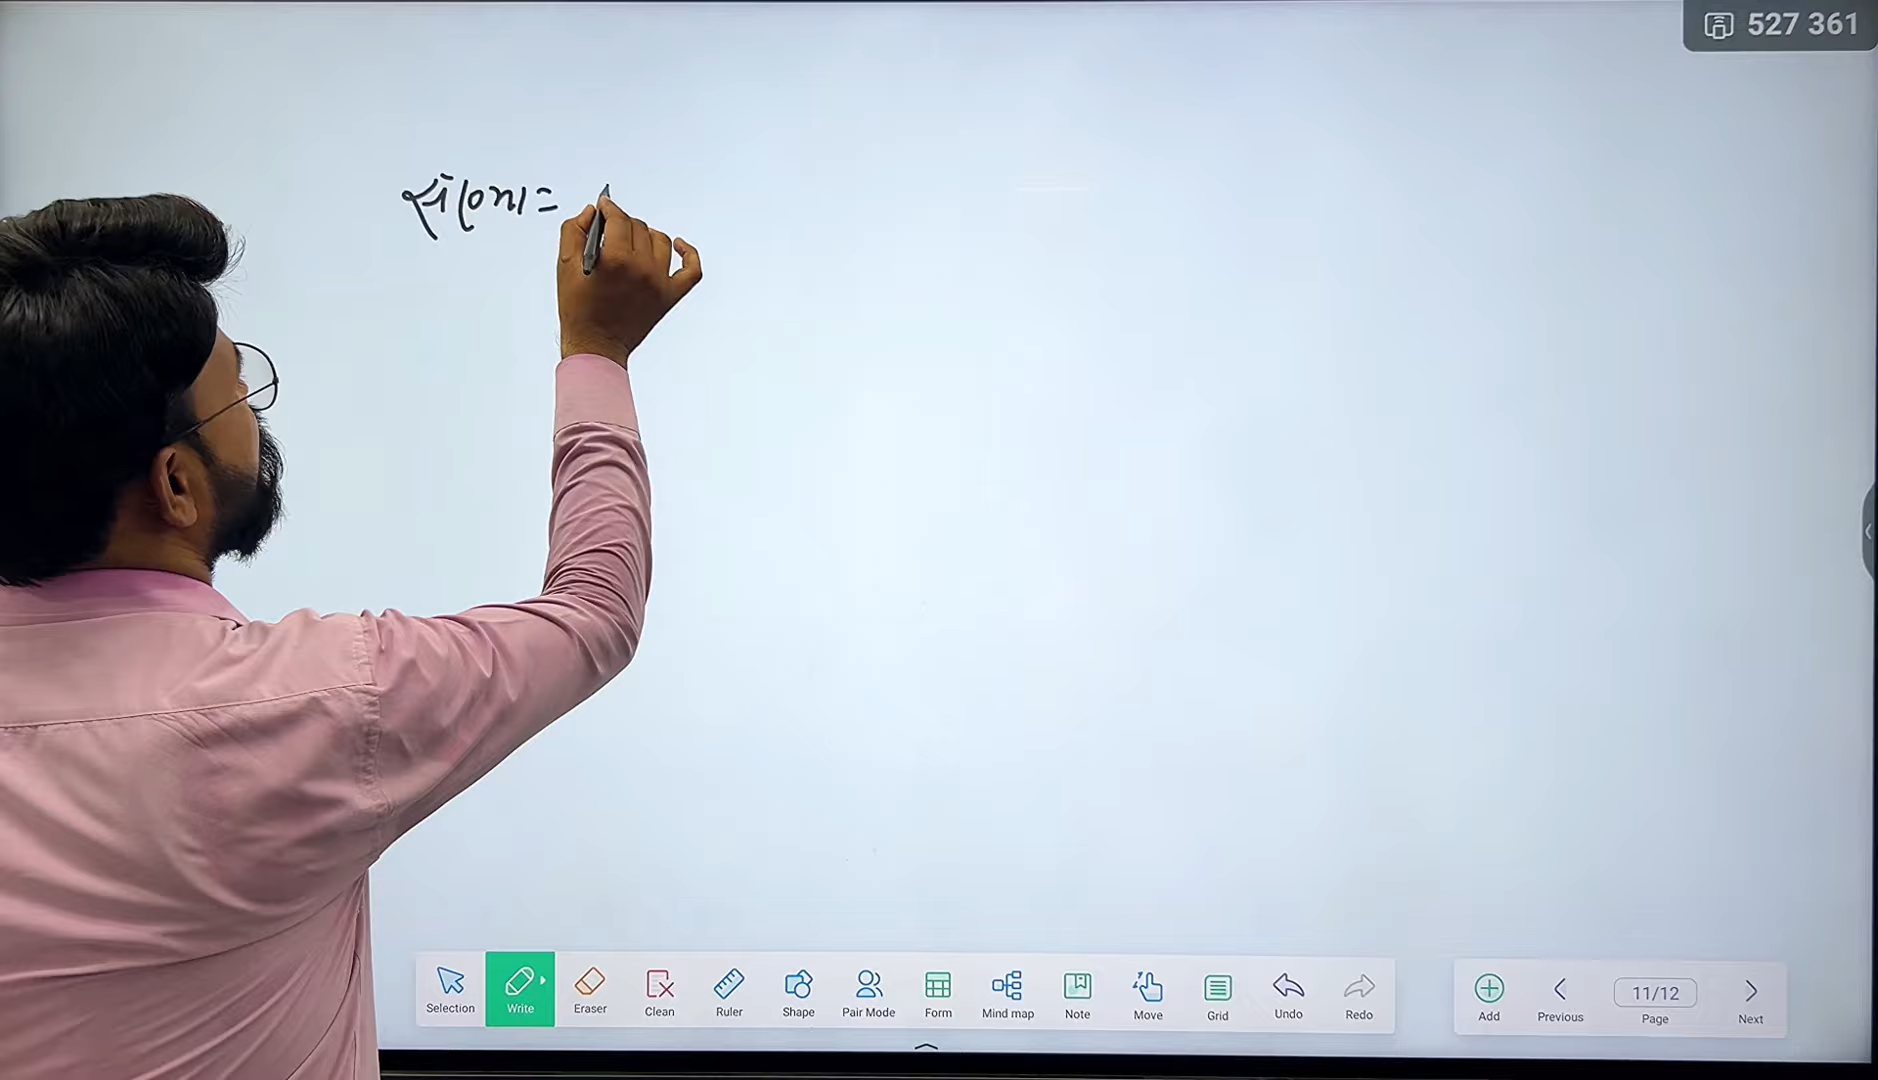 527 361
Selection
Write
Eraser
Clean
Ruler
Shape
Pair Mode
Form
Mind map
Note
Move
Grid
Undo
Redo
Add
Previous
11/12
Page
Next